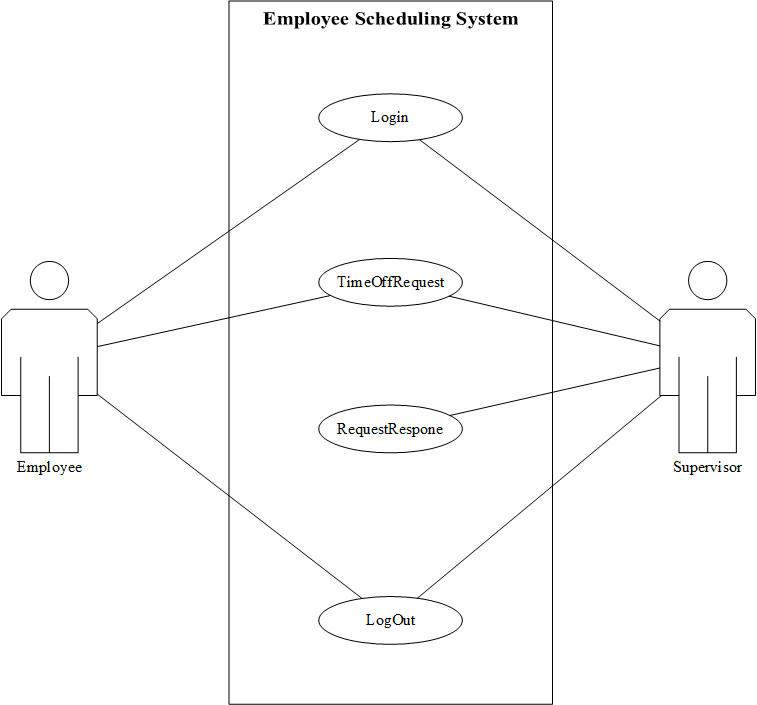 Employee Scheduling System
Login
TimeOffRequest
RequestRespone
Employee
Supervisor
LogOut